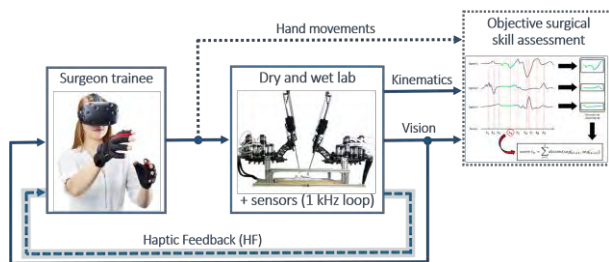 Hand movements
Objective surgical
skill assessment
Surgeon trainee
Dry and wet lab
Kinematics
Vision
+ sensors (1 kHz loop)
Haptic Feedback (HF)